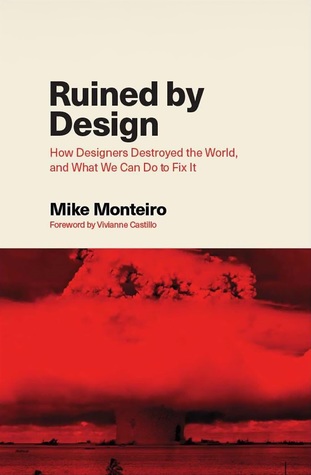 Ruined by
Design
How Designers Destroyed the World,
and What We Can Do to Fix It
Mike Monteiro
Foreword by Vivianne Castillo